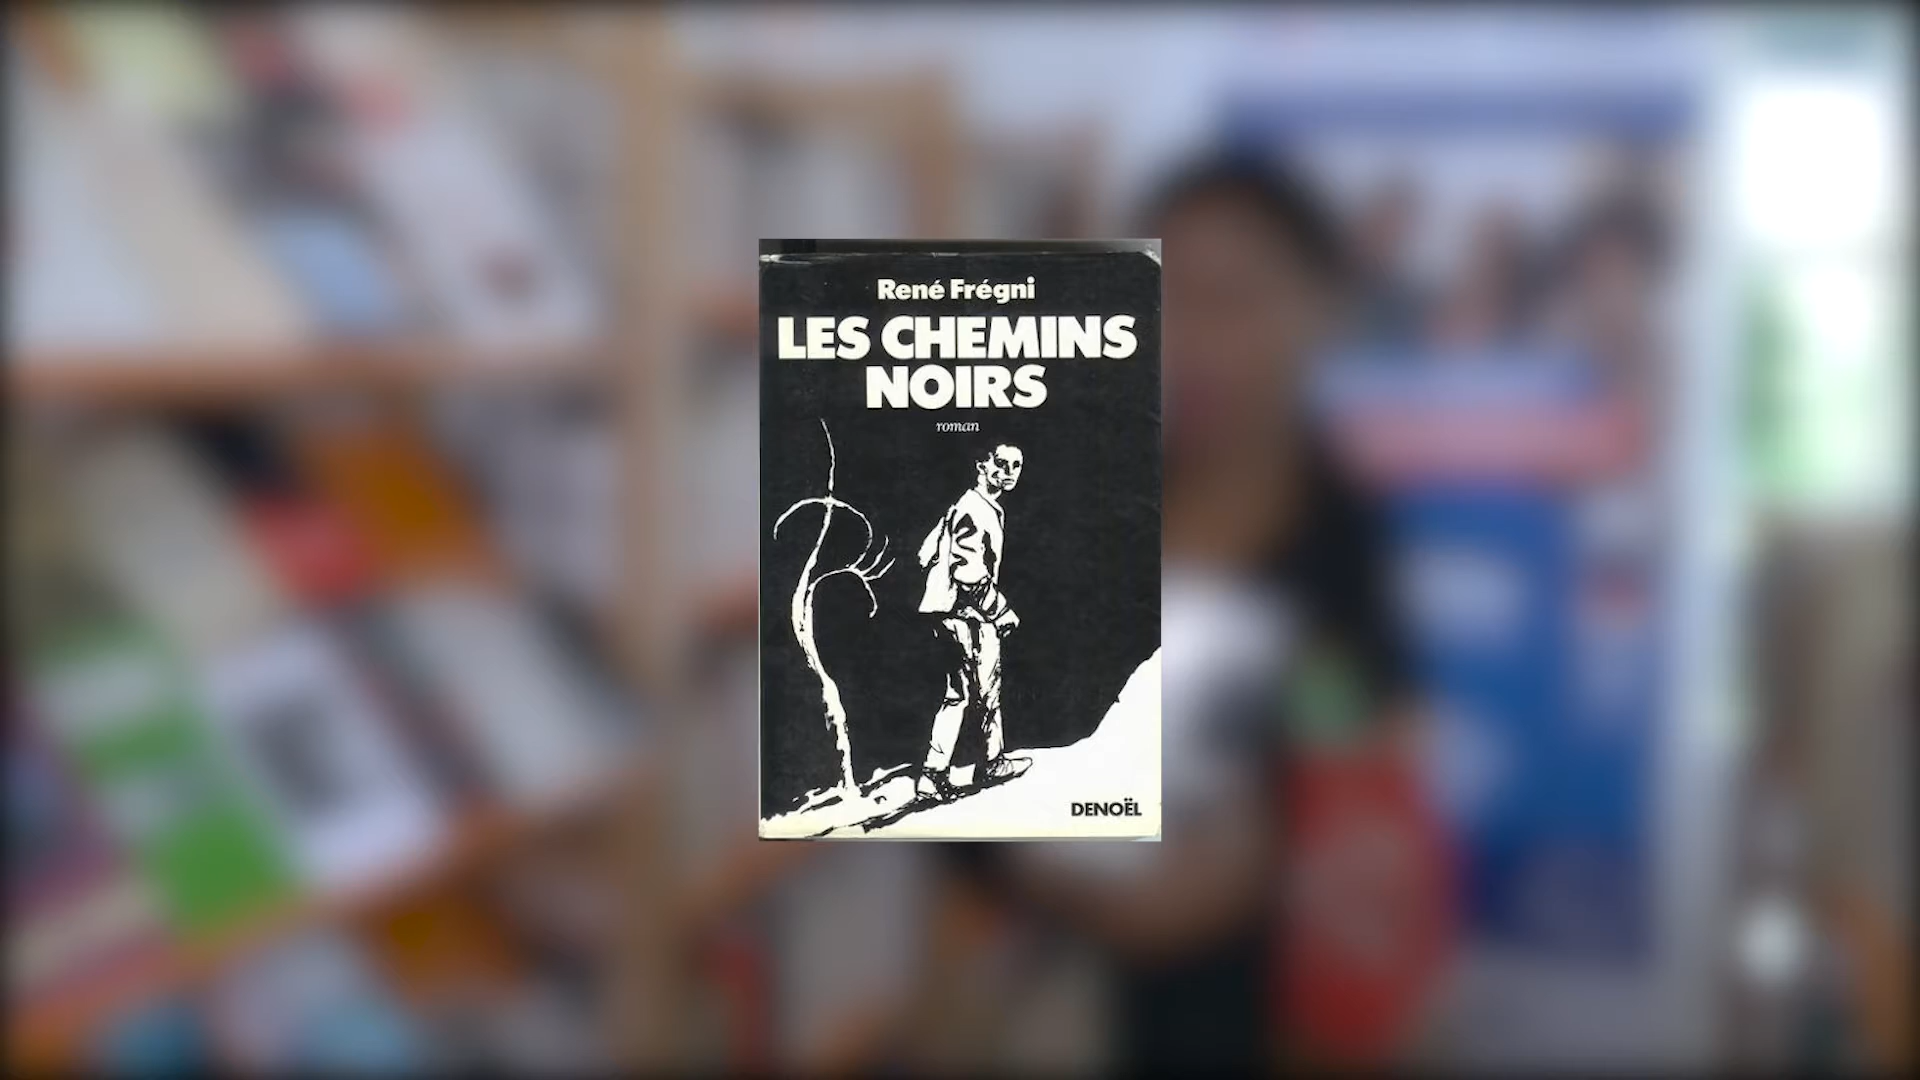 René Frégni
LES CHEMINS
NOIRS
roman
DENOËL